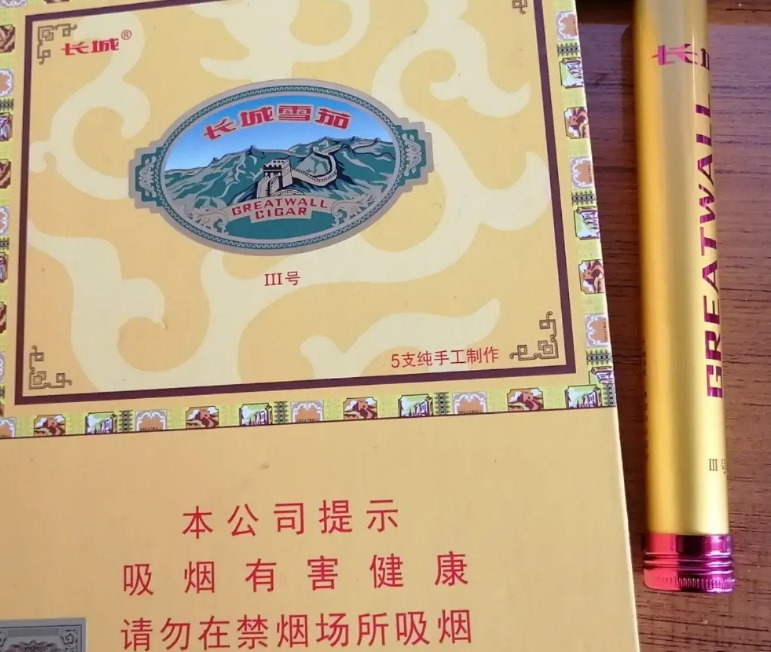 长城®
长城雪茄
GREATWALL
CIGAR
III号
5支纯手工制作
本公司提示
吸烟有害健康
请勿在禁烟场所吸烟
长
GREATWALL
III号